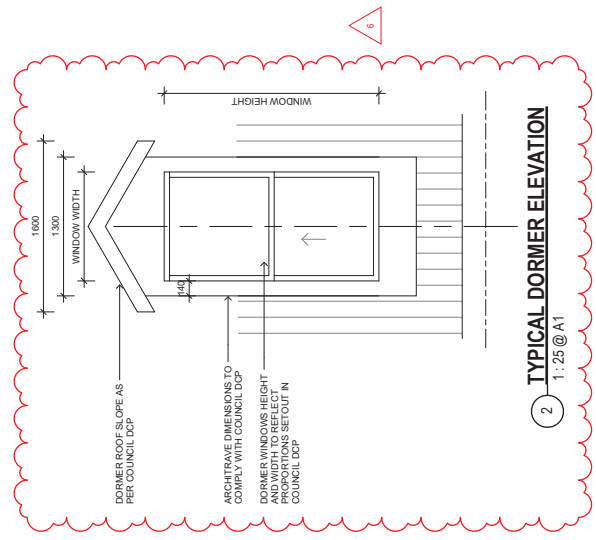 6
1600
1300
WINDOW WIDTH
WINDOW HEIGHT
140
DORMER ROOF SLOPE AS
PER COUNCIL DCP
ARCHITRAVE DIMENSIONS TO
COMPLY WITH COUNCIL DCP
DORMER WINDOWS HEIGHT
AND WIDTH TO REFLECT
PROPORTIONS SETOUT IN
COUNCIL DCP
2
TYPICAL DORMER ELEVATION
1 : 25 @ A1